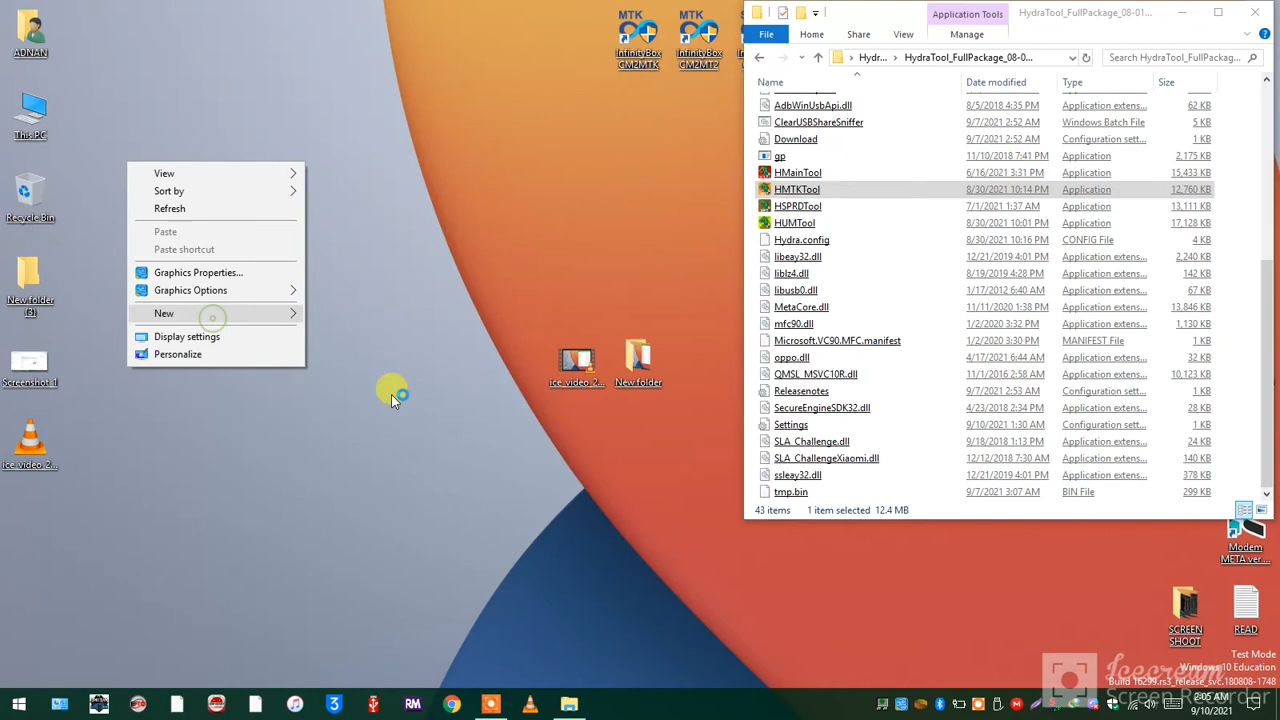 ADNAN
This PC
Recycle Bin
New folder
(3)
Screenshot_1
ice_video_2...
View
Sort by
Refresh
Paste
Paste shortcut
Graphics Properties...
Graphics Options
New
Display settings
Personalize
MTK
InfinityBox
CM2MTK
MTK
InfinityBox
CM2MT2
ice_video_2...
New folder
Application Tools
HydraTool_FullPackage_08-01...
File
Home
Share
View
Manage
Hydr...
HydraTool_FullPackage_08-0...
Search HydraTool_FullPackag...
Name
Date modified
Type
Size
AdbWinUsbApi.dll 8/5/2018 4:35 PM Application extens... 62 KB
ClearUSBShareSniffer 9/7/2021 2:52 AM Windows Batch File 5 KB
Download 9/7/2021 2:52 AM Configuration sett... 1 KB
gp 11/10/2018 7:41 PM Application 2,175 KB
HMainTool 6/16/2021 3:31 PM Application 15,433 KB
HMTKTool 8/30/2021 10:14 PM Application 12,760 KB
HSPRDTool 7/1/2021 1:37 AM Application 13,111 KB
HUMTool 8/30/2021 10:01 PM Application 17,128 KB
Hydra.config 8/30/2021 10:16 PM CONFIG File 4 KB
libeay32.dll 12/21/2019 4:01 PM Application extens... 2,240 KB
liblz4.dll 8/19/2019 4:28 PM Application extens... 142 KB
libusb0.dll 1/17/2012 6:40 AM Application extens... 67 KB
MetaCore.dll 11/11/2020 1:38 PM Application extens... 13,846 KB
mfc90.dll 1/2/2020 3:32 PM Application extens... 1,130 KB
Microsoft.VC90.MFC.manifest 1/2/2020 3:30 PM MANIFEST File 1 KB
oppo.dll 4/17/2021 6:44 AM Application extens... 32 KB
QMSL_MSVC10R.dll 11/1/2016 2:58 AM Application extens... 10,123 KB
Releasenotes 9/7/2021 2:53 AM Configuration sett... 1 KB
SecureEngineSDK32.dll 4/23/2018 2:34 PM Application extens... 28 KB
Settings 9/10/2021 1:30 AM Configuration sett... 1 KB
SLA_Challenge.dll 9/18/2018 1:13 PM Application extens... 24 KB
SLA_ChallengeXiaomi.dll 12/12/2018 7:30 AM Application extens... 140 KB
ssleay32.dll 12/21/2019 4:01 PM Application extens... 378 KB
tmp.bin 9/7/2021 3:07 AM BIN File 299 KB
43 items 1 item selected 12.4 MB
Modem
META ver....
SCREEN
SHOOT
READ
Test Mode
Windows 10 Education
Build 16299.rs3_release_svc.180808-1748
Icecream
Screen Recorder
RM
2:05 AM
9/10/2021